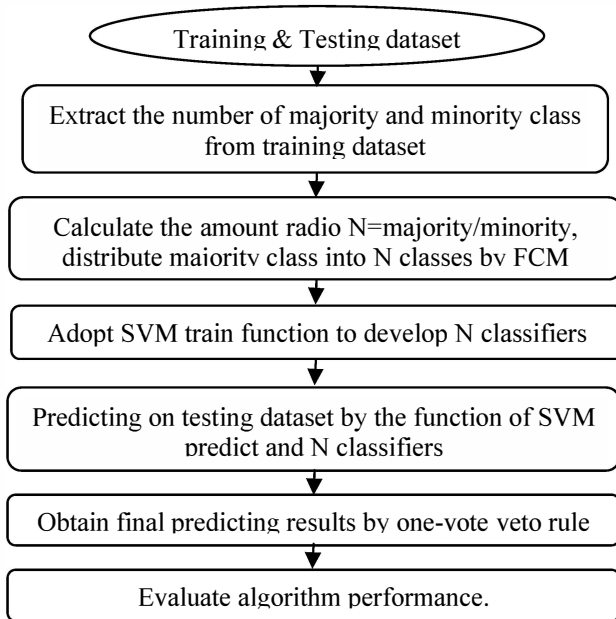 Training & Testing dataset
Extract the number of majority and minority class
from training dataset
Calculate the amount radio N=majority/minority,
distribute majority class into N classes by FCM
Adopt SVM train function to develop N classifiers
Predicting on testing dataset by the function of SVM
predict and N classifiers
Obtain final predicting results by one-vote veto rule
Evaluate algorithm performance.